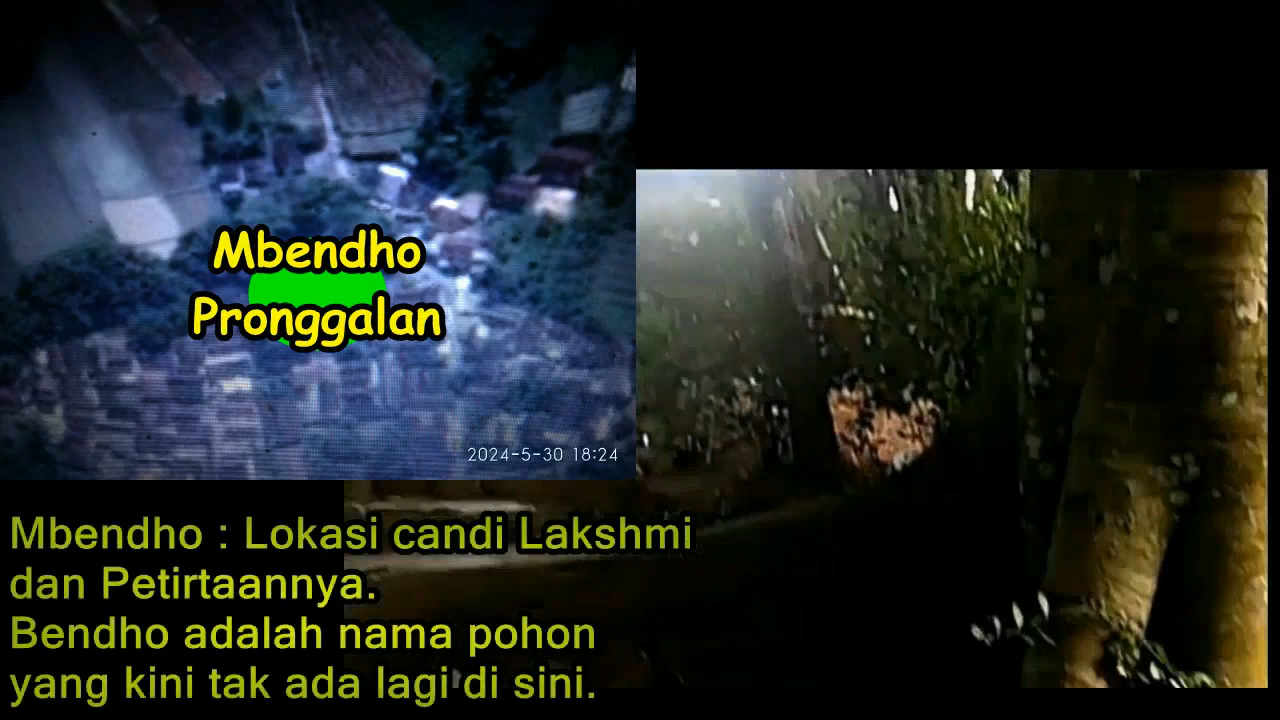 Mbendho
Pronggalan
2024-5-30 18:24
Mbendho : Lokasi candi Lakshmi
dan Petirtaannya.
Bendho adalah nama pohon
yang kini tak ada lagi di sini.